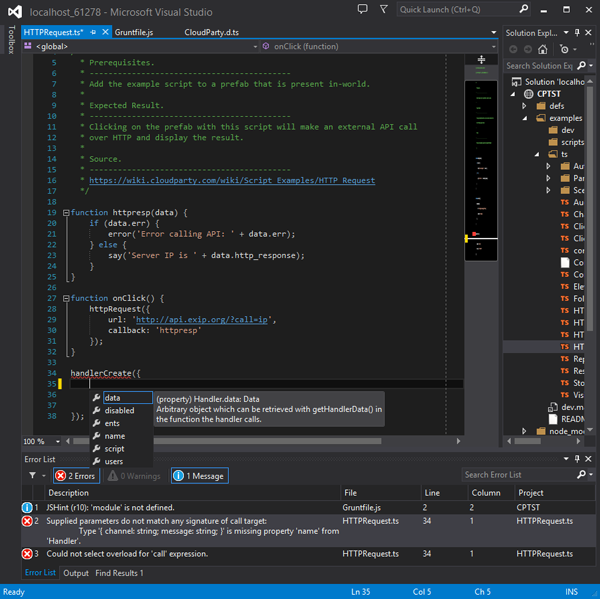 localhost_61278 - Microsoft Visual Studio
Quick Launch (Ctrl+Q)
Toolbox
HTTPRequest.ts*
Gruntfile.js
CloudParty.d.ts
<global>
onClick (function)
5 * Prerequisites.
6 * ----------------------------------------
7 * Add the example script to a prefab that is present in-world.
8 *
9 * Expected Result.
10 * ----------------------------------------
11 * Clicking on the prefab with this script will make an external API call
12 * over HTTP and display the result.
13 *
14 * Source.
15 * ----------------------------------------
16 * https://wiki.cloudparty.com/wiki/Script Examples/HTTP Request
17 */
18
19 function httpresp(data) {
20 if (data.err) {
21 error('Error calling API: ' + data.err);
22 } else {
23 say('Server IP is ' + data.http_response);
24 }
25 }
26
27 function onClick() {
28 httpRequest({
29 url: 'http://api.exip.org/?call=ip',
30 callback: 'httpresp'
31 });
32 }
33
34 handlerCreate({
35
38 });
data
disabled
ents
name
script
users
(property) Handler.data: Data
Arbitrary object which can be retrieved with getHandlerData() in
the function the handler calls.
100 %
Solution Expl...
Search Solution Exp
Solution 'localhos
CPTST
defs
examples
dev
scripts
ts
Au
Par
Sce
Au
Ch
Clic
Clic
con
Co
Co
Ele
Fol
HT
HT
HT
HT
Rep
Res
Sto
Vis
dev.m
READM
node_mod
Error List
2 Errors
0 Warnings
1 Message
Search Error List
Description File Line Column Project
1 JSHint (r10): 'module' is not defined. Gruntfile.js 2 2 CPTST
2 Supplied parameters do not match any signature of call target: HTTPRequest.ts 34 1 HTTPRequest.ts
Type '{ channel: string; message: string; }' is missing property 'name' from
'Handler'.
3 Could not select overload for 'call' expression. HTTPRequest.ts 34 1 HTTPRequest.ts
Error List Output Find Results 1
Ready Ln 35 Col 5 Ch 5 INS